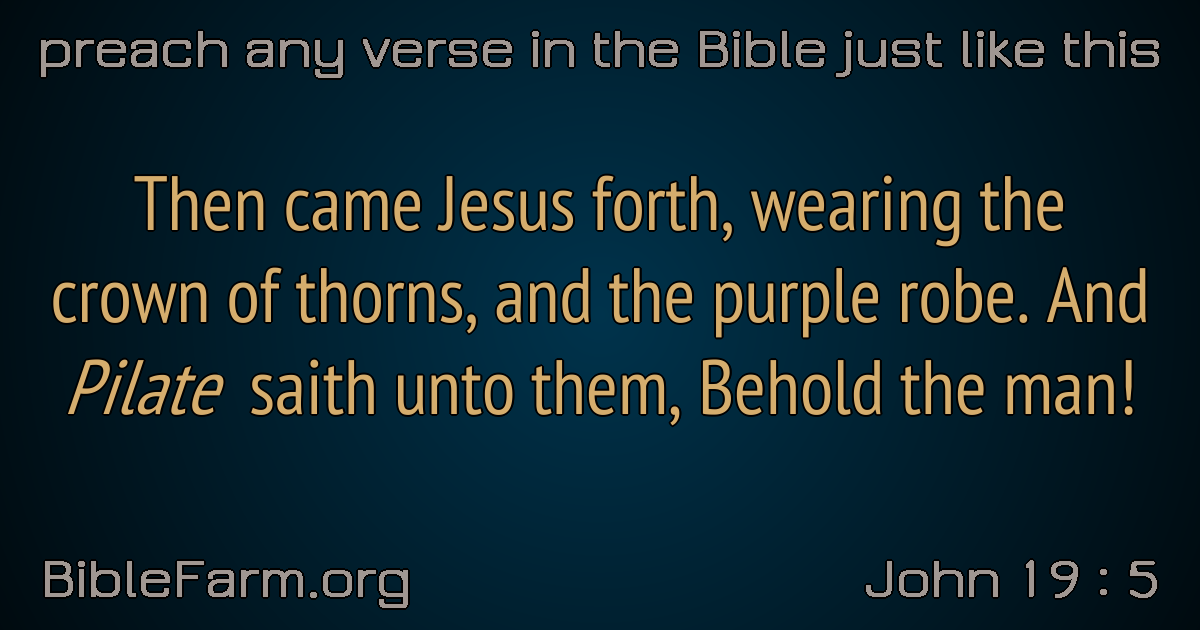 preach any verse in the Bible just like this
Then came Jesus forth, wearing the
crown of thorns, and the purple robe. And
Pilate saith unto them, Behold the man!
BibleFarm.org
John 19 : 5